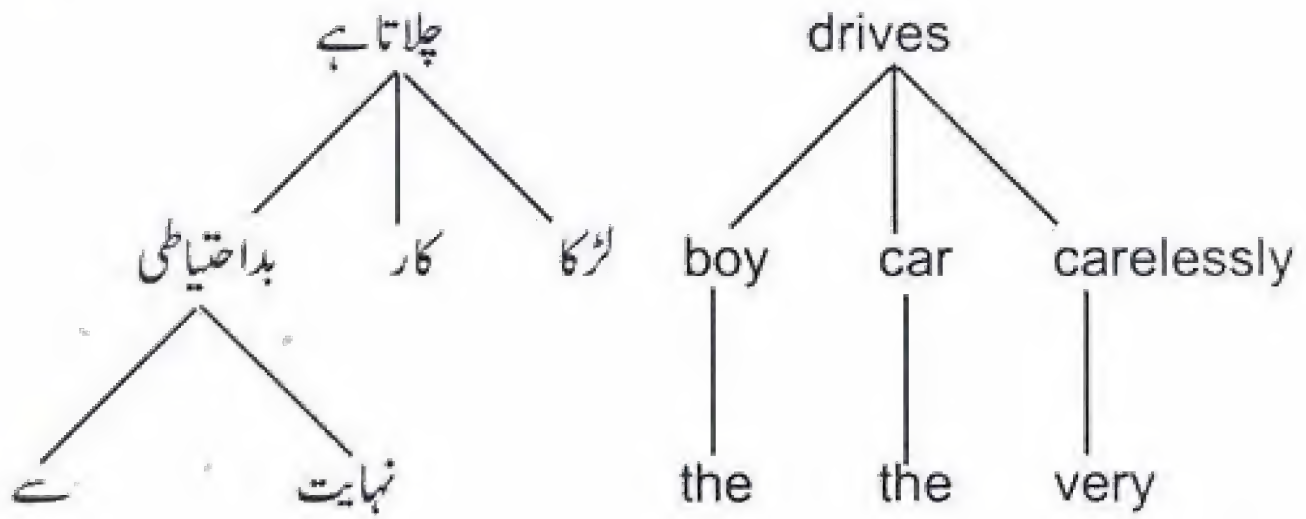 چلاتا ہے
drives
لڑکا کار بداحتیاطی
boy car carelessly
نہایت سے
the the very